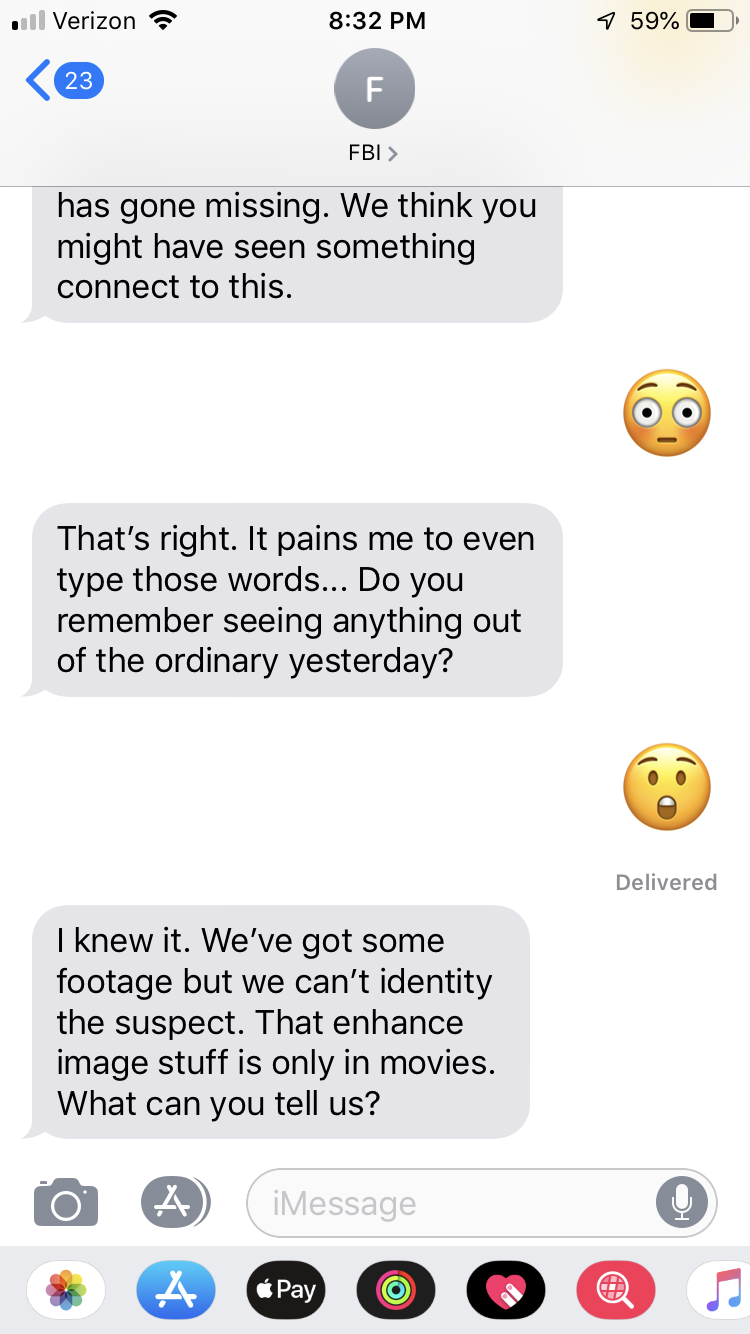 Verizon 8:32 PM 59%
23
F
FBI
has gone missing. We think you
might have seen something
connect to this.
That’s right. It pains me to even
type those words... Do you
remember seeing anything out
of the ordinary yesterday?
Delivered
I knew it. We’ve got some
footage but we can’t identity
the suspect. That enhance
image stuff is only in movies.
What can you tell us?
iMessage
Pay